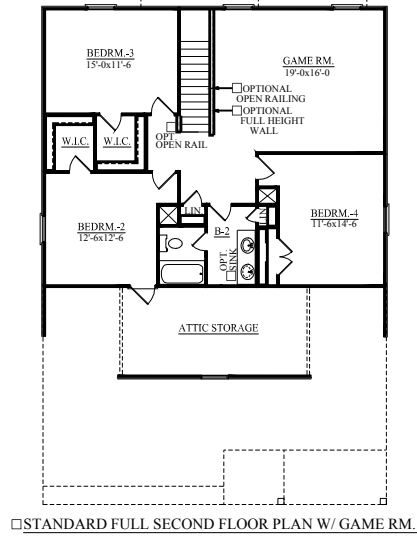 BEDRM.-3
15'-0x11'-6
GAME RM.
19'-0x16'-0
□OPTIONAL
OPEN RAILING
□OPTIONAL
FULL HEIGHT
WALL
□
OPT.
OPEN RAIL
W.I.C.
W.I.C.
BEDRM.-2
12'-6x12'-6
LIN
B-2
LIN
BEDRM.-4
11'-6x14'-6
OPT.
□SINK
ATTIC STORAGE
□STANDARD FULL SECOND FLOOR PLAN W/ GAME RM.